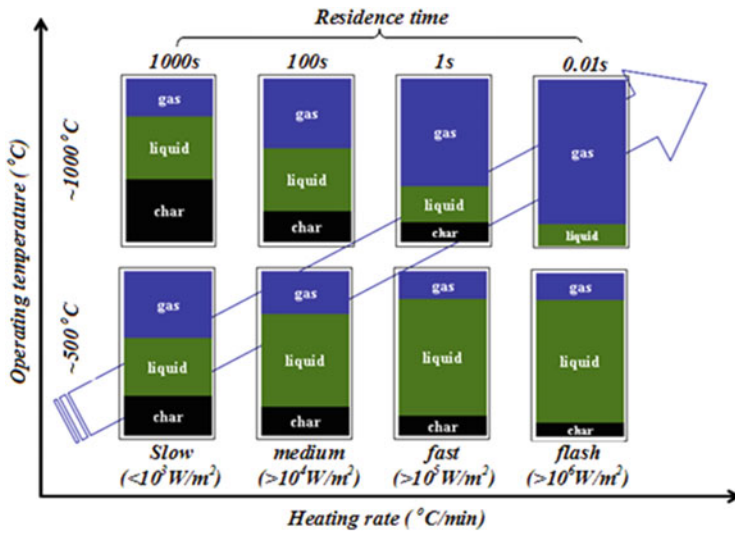 Residence time
1000s 100s 1s 0.01s
Operating temperature (°C)
~1000°C
gas gas gas gas
liquid liquid liquid liquid
char char char
~500°C
gas gas gas gas
liquid liquid liquid liquid
char char char char
Slow medium fast flash
(<10³W/m²) (>10⁴W/m²) (>10⁵W/m²) (>10⁶W/m²)
Heating rate (°C/min)